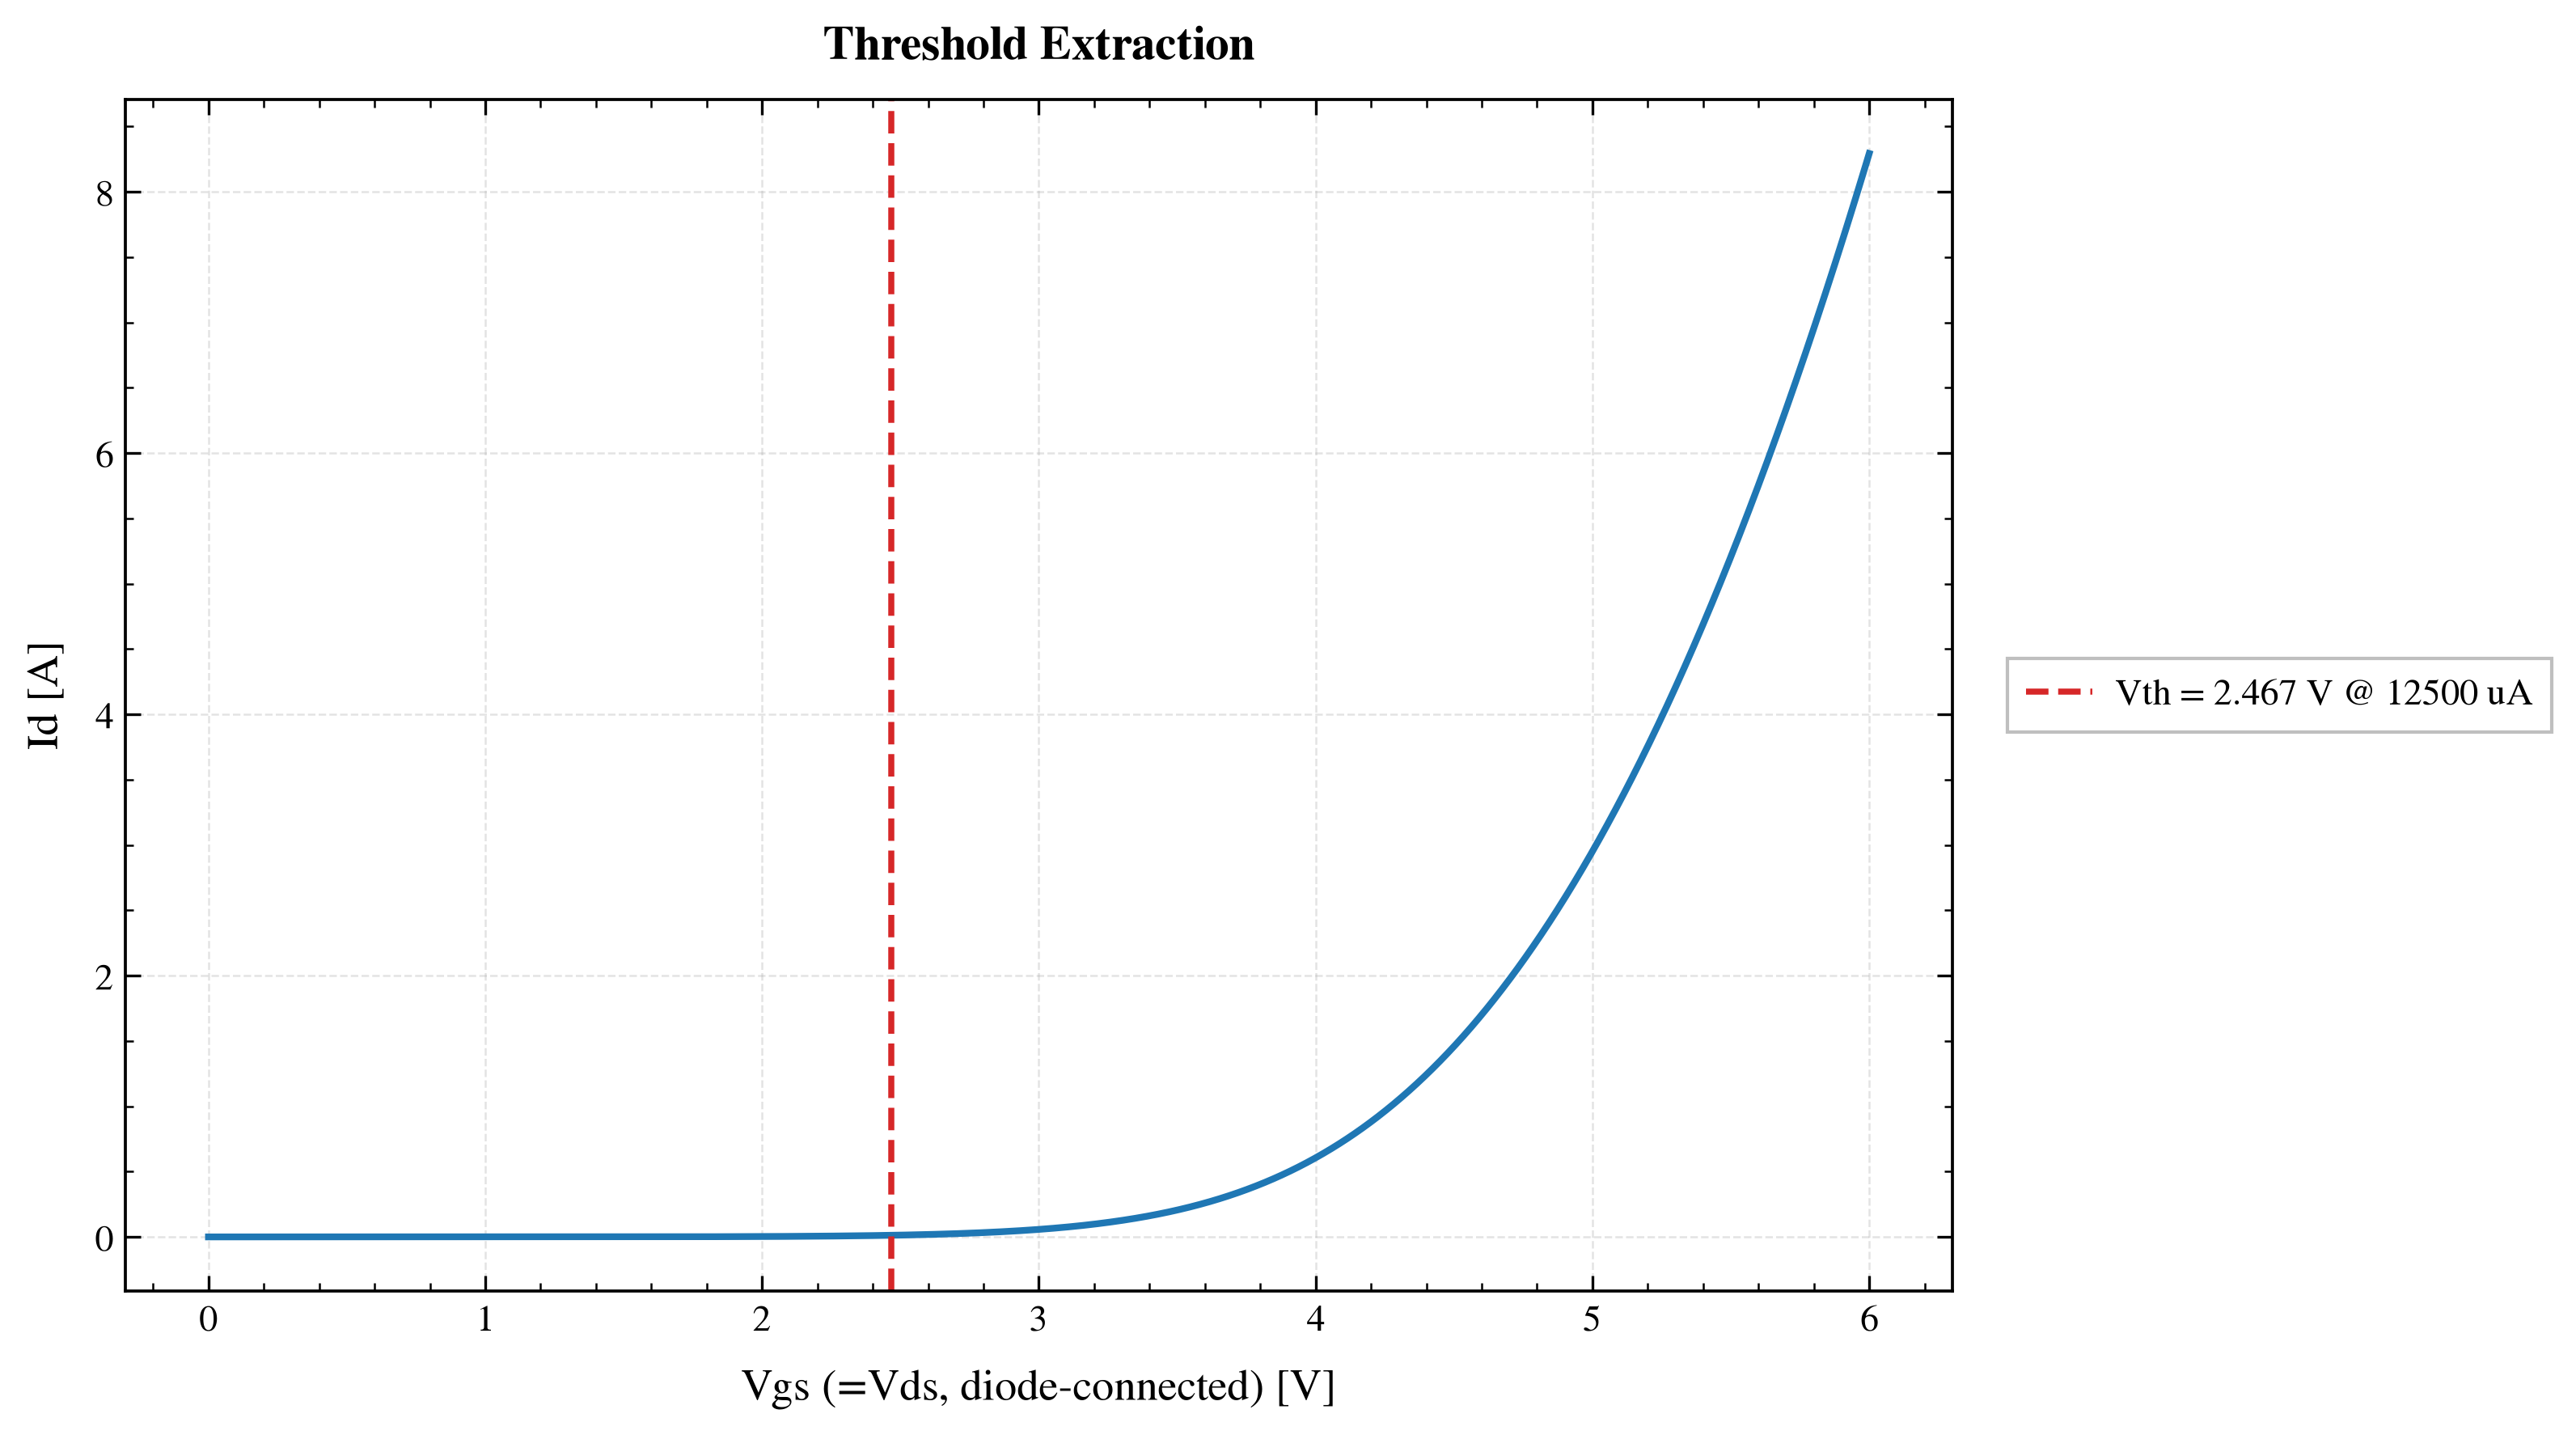 Threshold Extraction
8
6
4
2
0
Id [A]
0 1 2 3 4 5 6
Vgs (=Vds, diode-connected) [V]
Vth = 2.467 V @ 12500 uA